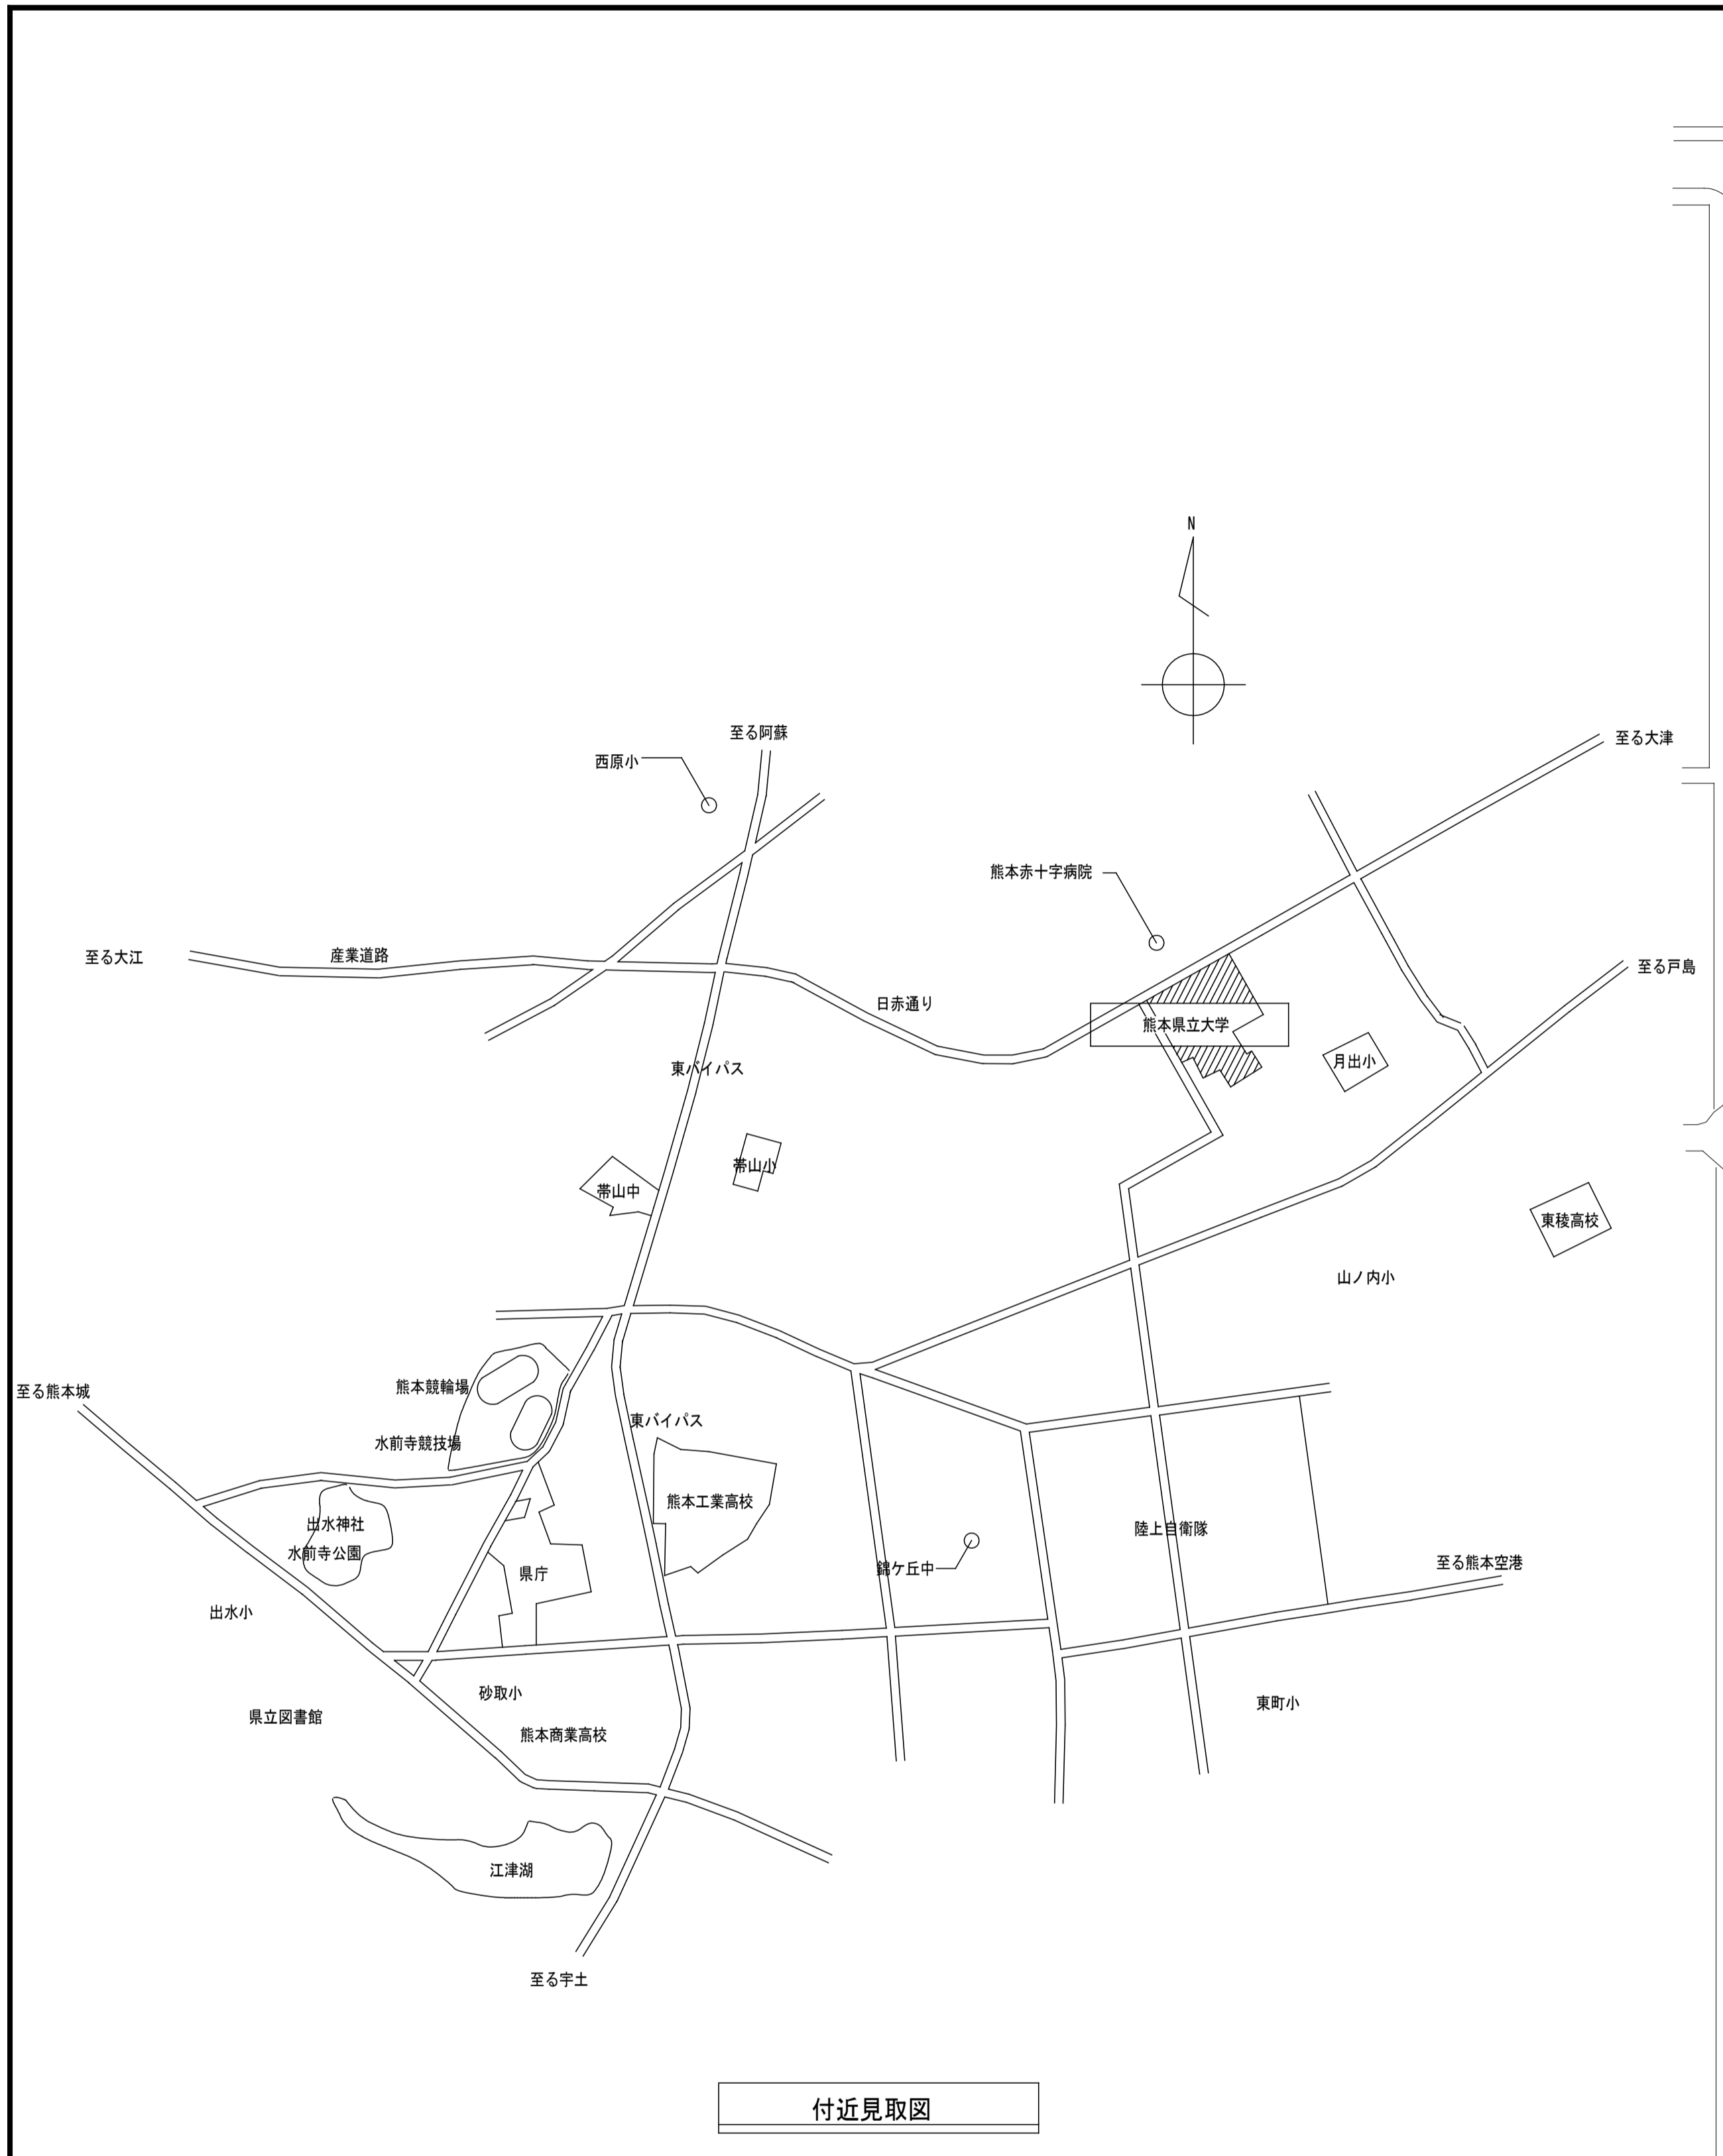 N
至る阿蘇
至る大津
西原小
熊本赤十字病院
至る大江
産業道路
至る戸島
日赤通り
熊本県立大学
月出小
東バイパス
帯山小
帯山中
東稜高校
山ノ内小
熊本競輪場
至る熊本城
東バイパス
水前寺競技場
熊本工業高校
出水神社
陸上自衛隊
水前寺公園
至る熊本空港
錦ケ丘中
県庁
出水小
砂取小
東町小
県立図書館
熊本商業高校
江津湖
至る宇土
付近見取図